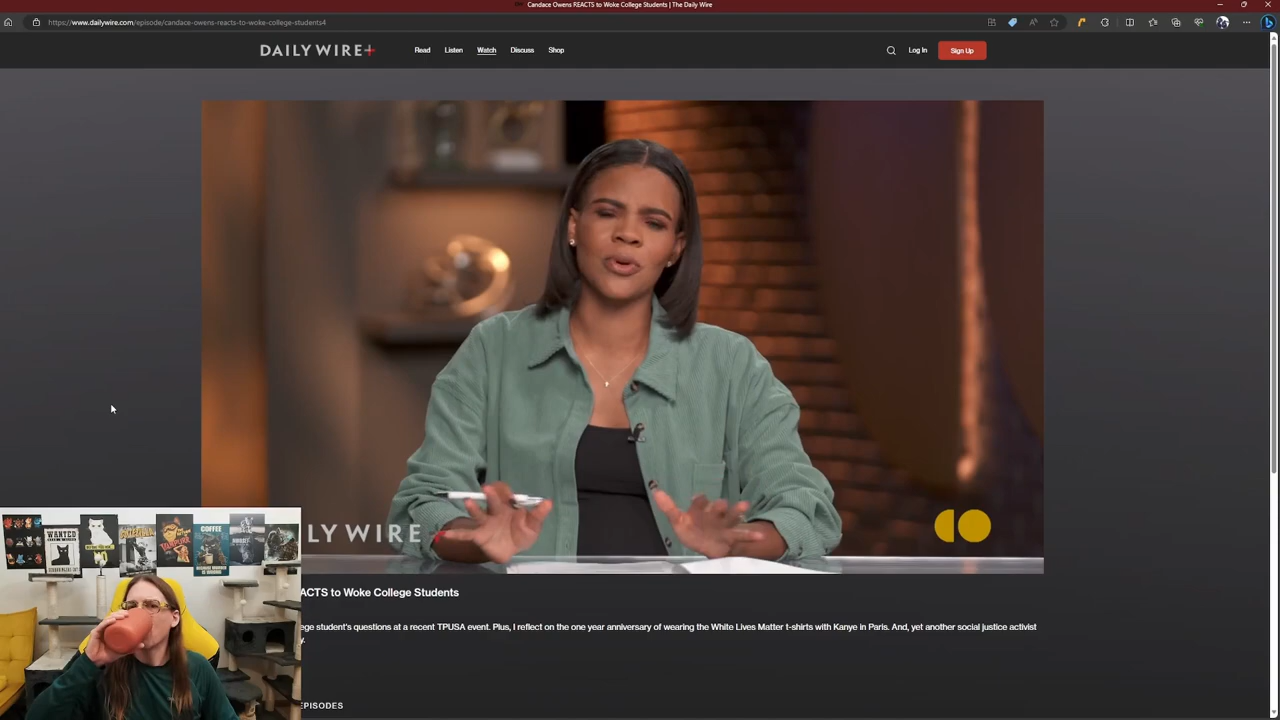 Candace Owens REACTS to Woke College Students | The Daily Wire
https://www.dailywire.com/episode/candace-owens-reacts-to-woke-college-students4
DAILYWIRE+
Read Listen Watch Discuss Shop
Log In Sign Up
LY WIRE
CO
ACTS to Woke College Students
ge student's questions at a recent TPUSA event. Plus, I reflect on the one year anniversary of wearing the White Lives Matter t-shirts with Kanye in Paris. And, yet another social justice activist
y.
EPISODES
WANTED
COFFEE